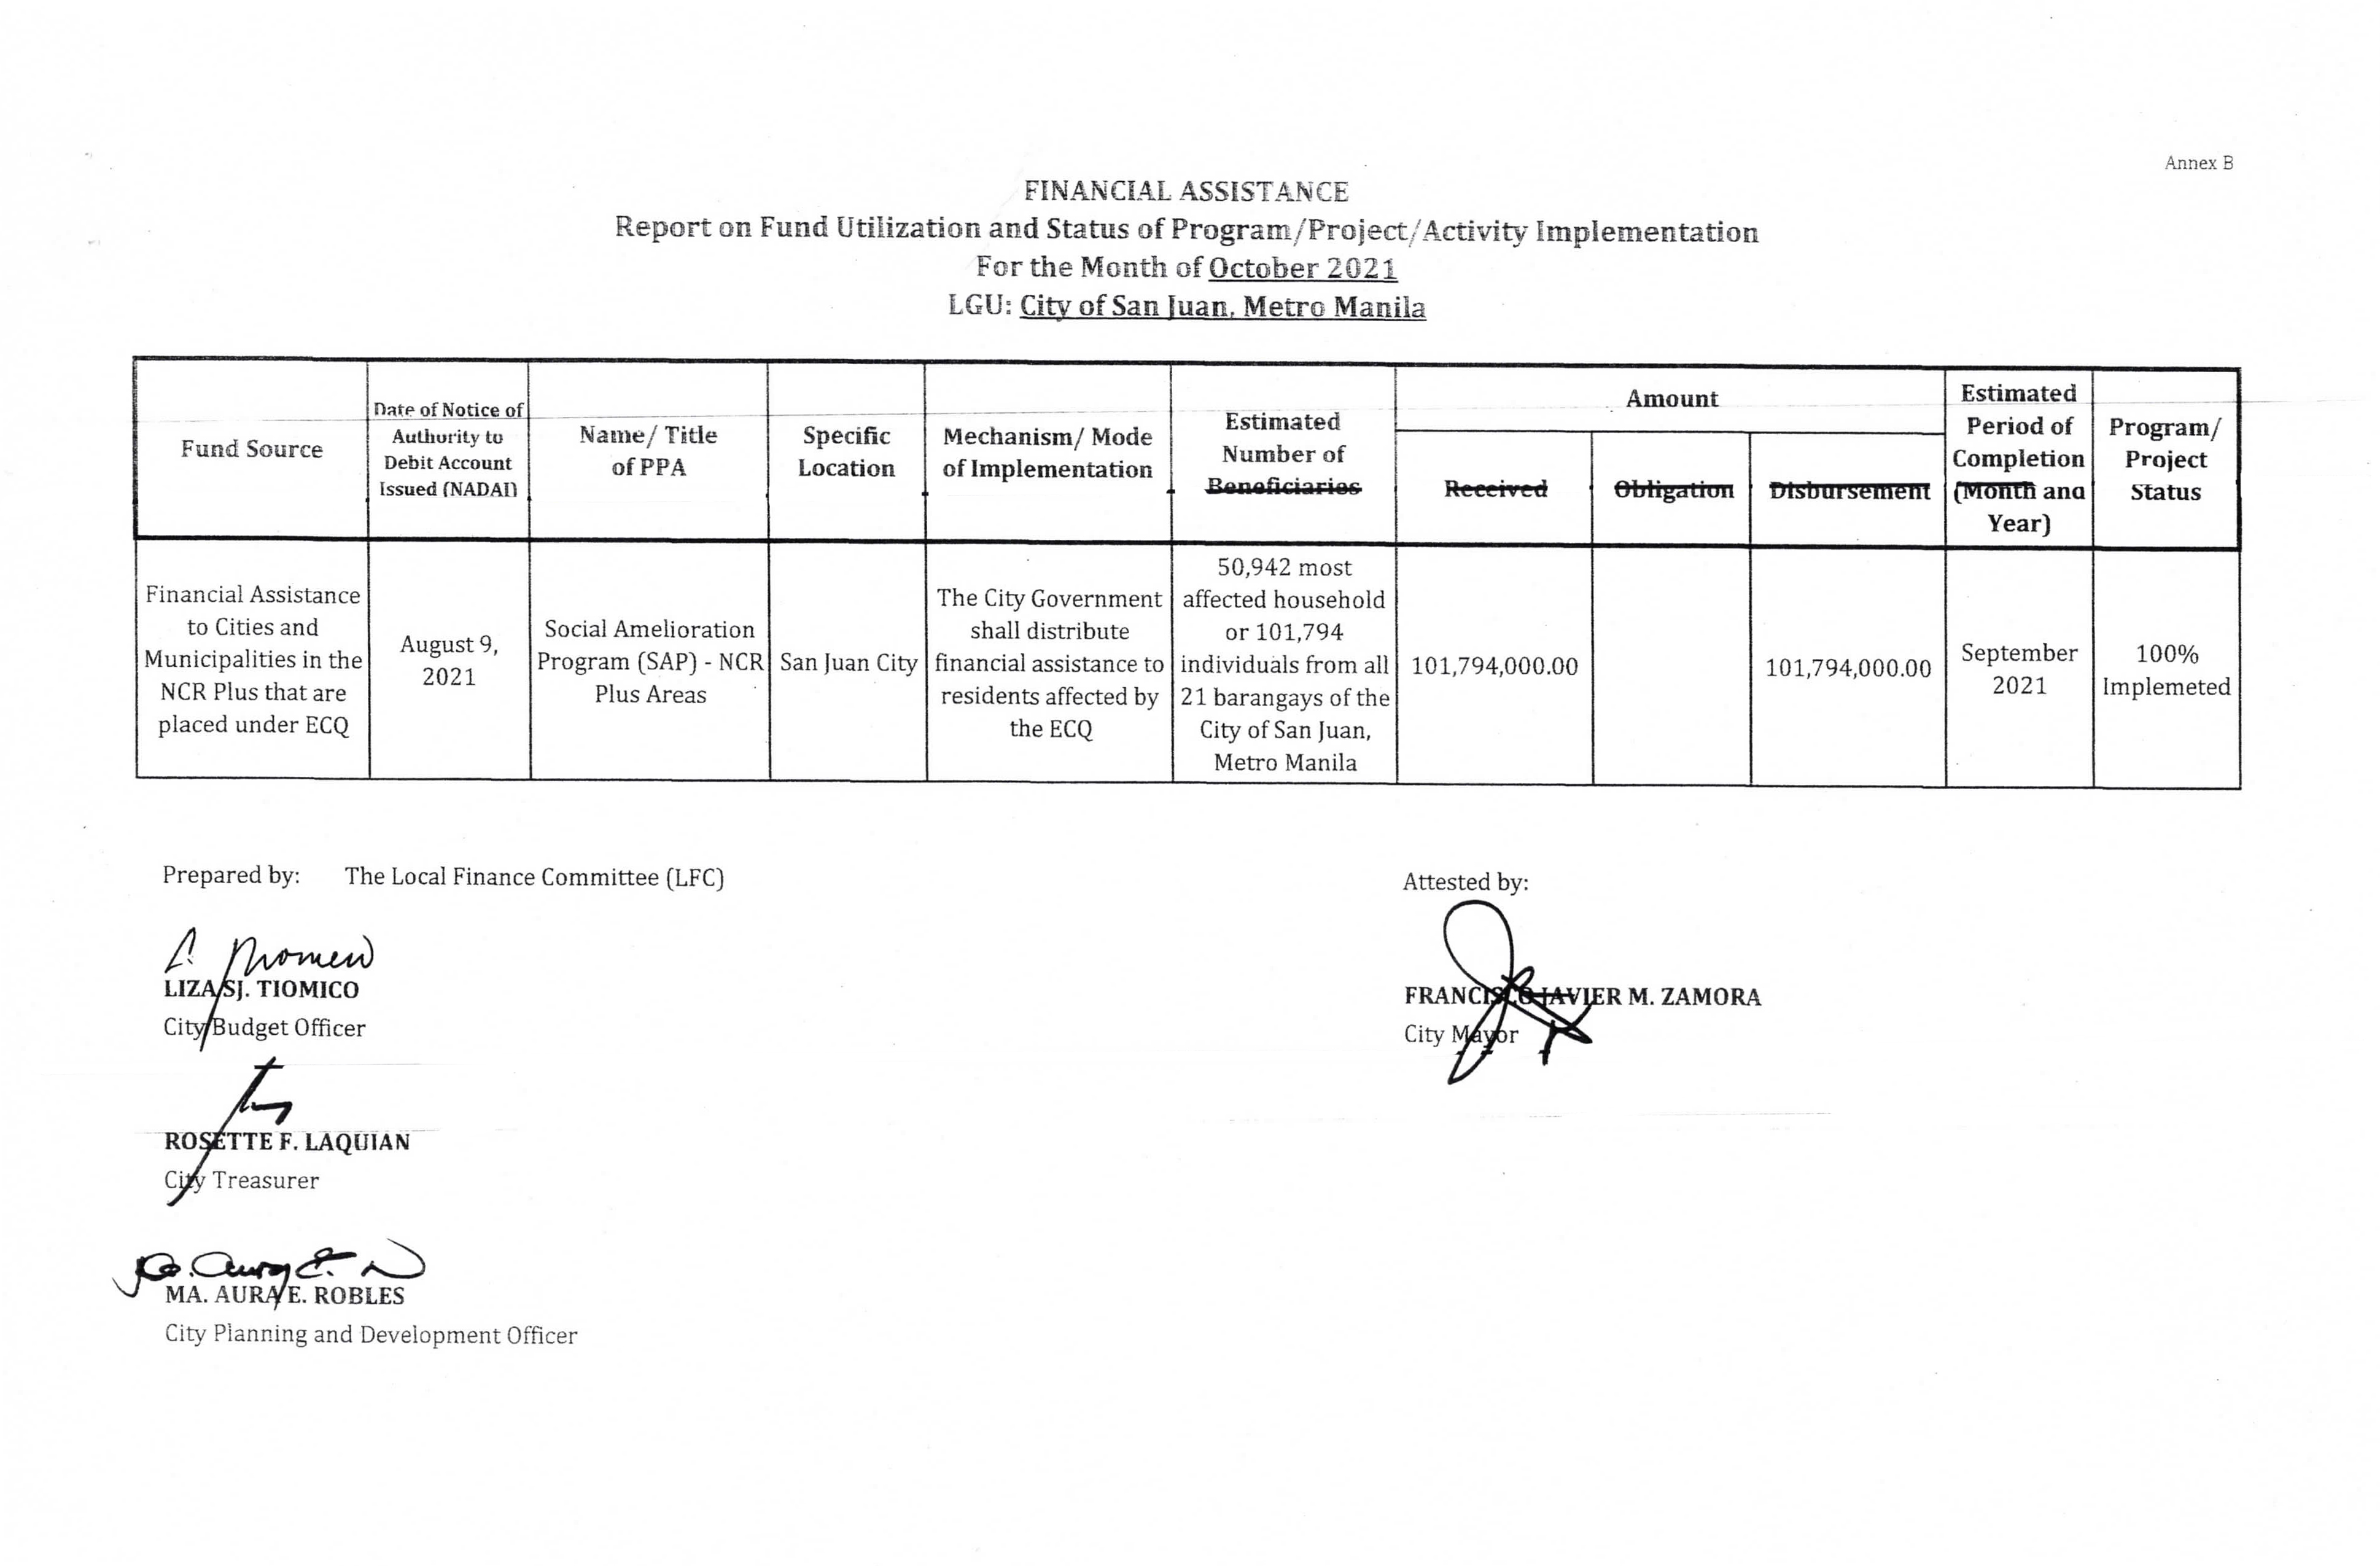 Annex B
FINANCIAL ASSISTANCE
Report on Fund Utilization and Status of Program/Project/Activity Implementation
For the Month of October 2021
LGU: City of San Juan, Metro Manila
Fund Source
Date of Notice of
Authority to
Debit Account
Issued (NADAI)
Name/ Title
of PPA
Specific
Location
Mechanism/ Mode
of Implementation
Estimated
Number of
Beneficiaries
Amount
Received
Obligation
Disbursement
Estimated
Period of
Completion
(Month and
Year)
Program/
Project
Status
Financial Assistance
to Cities and
Municipalities in the
NCR Plus that are
placed under ECQ
August 9,
2021
Social Amelioration
Program (SAP) - NCR
Plus Areas
San Juan City
The City Government
shall distribute
financial assistance to
residents affected by
the ECQ
50,942 most
affected household
or 101,794
individuals from all
21 barangays of the
City of San Juan,
Metro Manila
101,794,000.00
101,794,000.00
September
2021
100%
Implemeted
Prepared by: The Local Finance Committee (LFC)
LIZA SJ. TIOMICO
City Budget Officer
ROSETTE F. LAQUIAN
City Treasurer
MA. AURA E. ROBLES
City Planning and Development Officer
Attested by:
FRANCISCO JAVIER M. ZAMORA
City Mayor